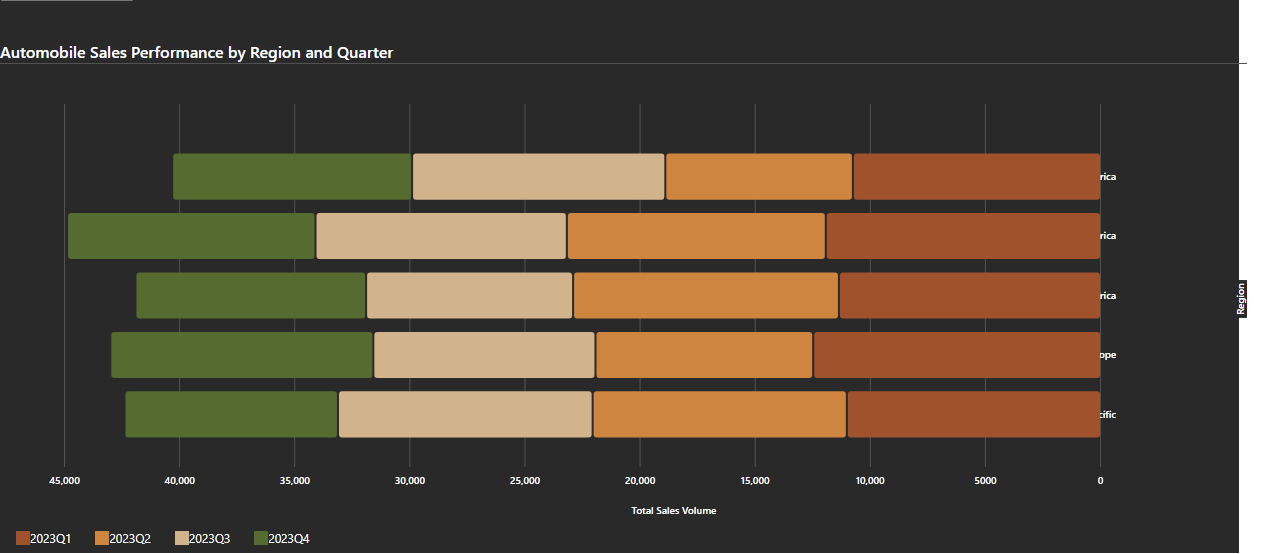 Automobile Sales Performance by Region and Quarter
rica
rica
rica
Region
ope
cific
45,000 40,000 35,000 30,000 25,000 20,000 15,000 10,000 5000 0
Total Sales Volume
2023Q1 2023Q2 2023Q3 2023Q4